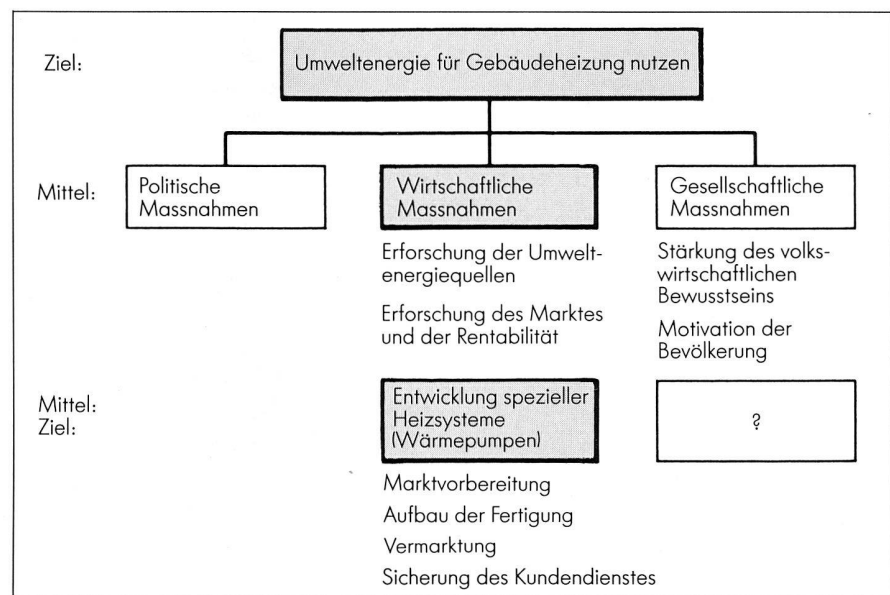 Ziel:
Umweltenergie für Gebäudeheizung nutzen
Mittel:
Politische
Massnahmen
Wirtschaftliche
Massnahmen
Gesellschaftliche
Massnahmen
Erforschung der Umwelt-
energiequellen
Erforschung des Marktes
und der Rentabilität
Stärkung des volks-
wirtschaftlichen
Bewusstseins
Motivation der
Bevölkerung
Mittel:
Ziel:
Entwicklung spezieller
Heizsysteme
(Wärmepumpen)
?
Marktvorbereitung
Aufbau der Fertigung
Vermarktung
Sicherung des Kundendienstes